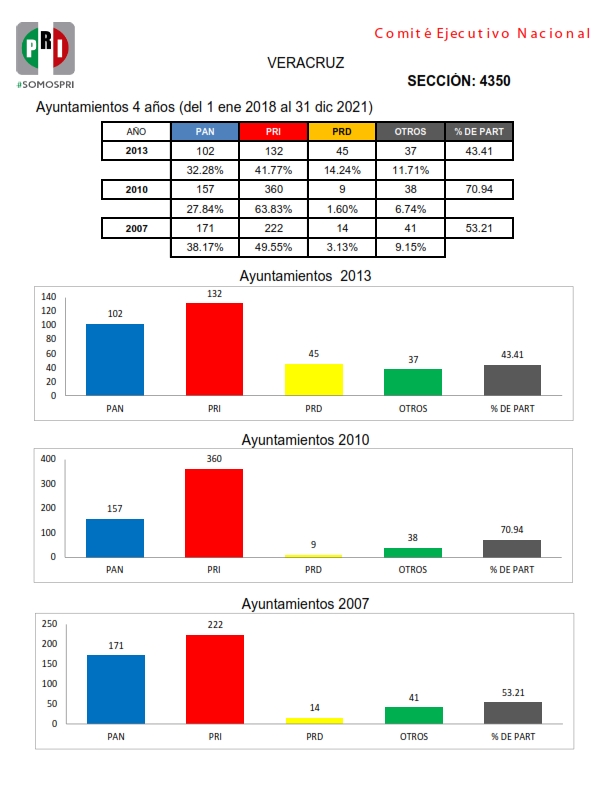 Comité Ejecutivo Nacional
PRI
#SOMOSPRI
VERACRUZ
SECCIÓN: 4350
Ayuntamientos 4 años (del 1 ene 2018 al 31 dic 2021)
AÑO PAN PRI PRD OTROS % DE PART
2013 102 132 45 37 43.41
32.28% 41.77% 14.24% 11.71%
2010 157 360 9 38 70.94
27.84% 63.83% 1.60% 6.74%
2007 171 222 14 41 53.21
38.17% 49.55% 3.13% 9.15%
Ayuntamientos 2013
140
120
100
80
60
40
20
0
102 132 45 37 43.41
PAN PRI PRD OTROS % DE PART
Ayuntamientos 2010
400
300
200
100
0
157 360 9 38 70.94
PAN PRI PRD OTROS % DE PART
Ayuntamientos 2007
250
200
150
100
50
0
171 222 14 41 53.21
PAN PRI PRD OTROS % DE PART